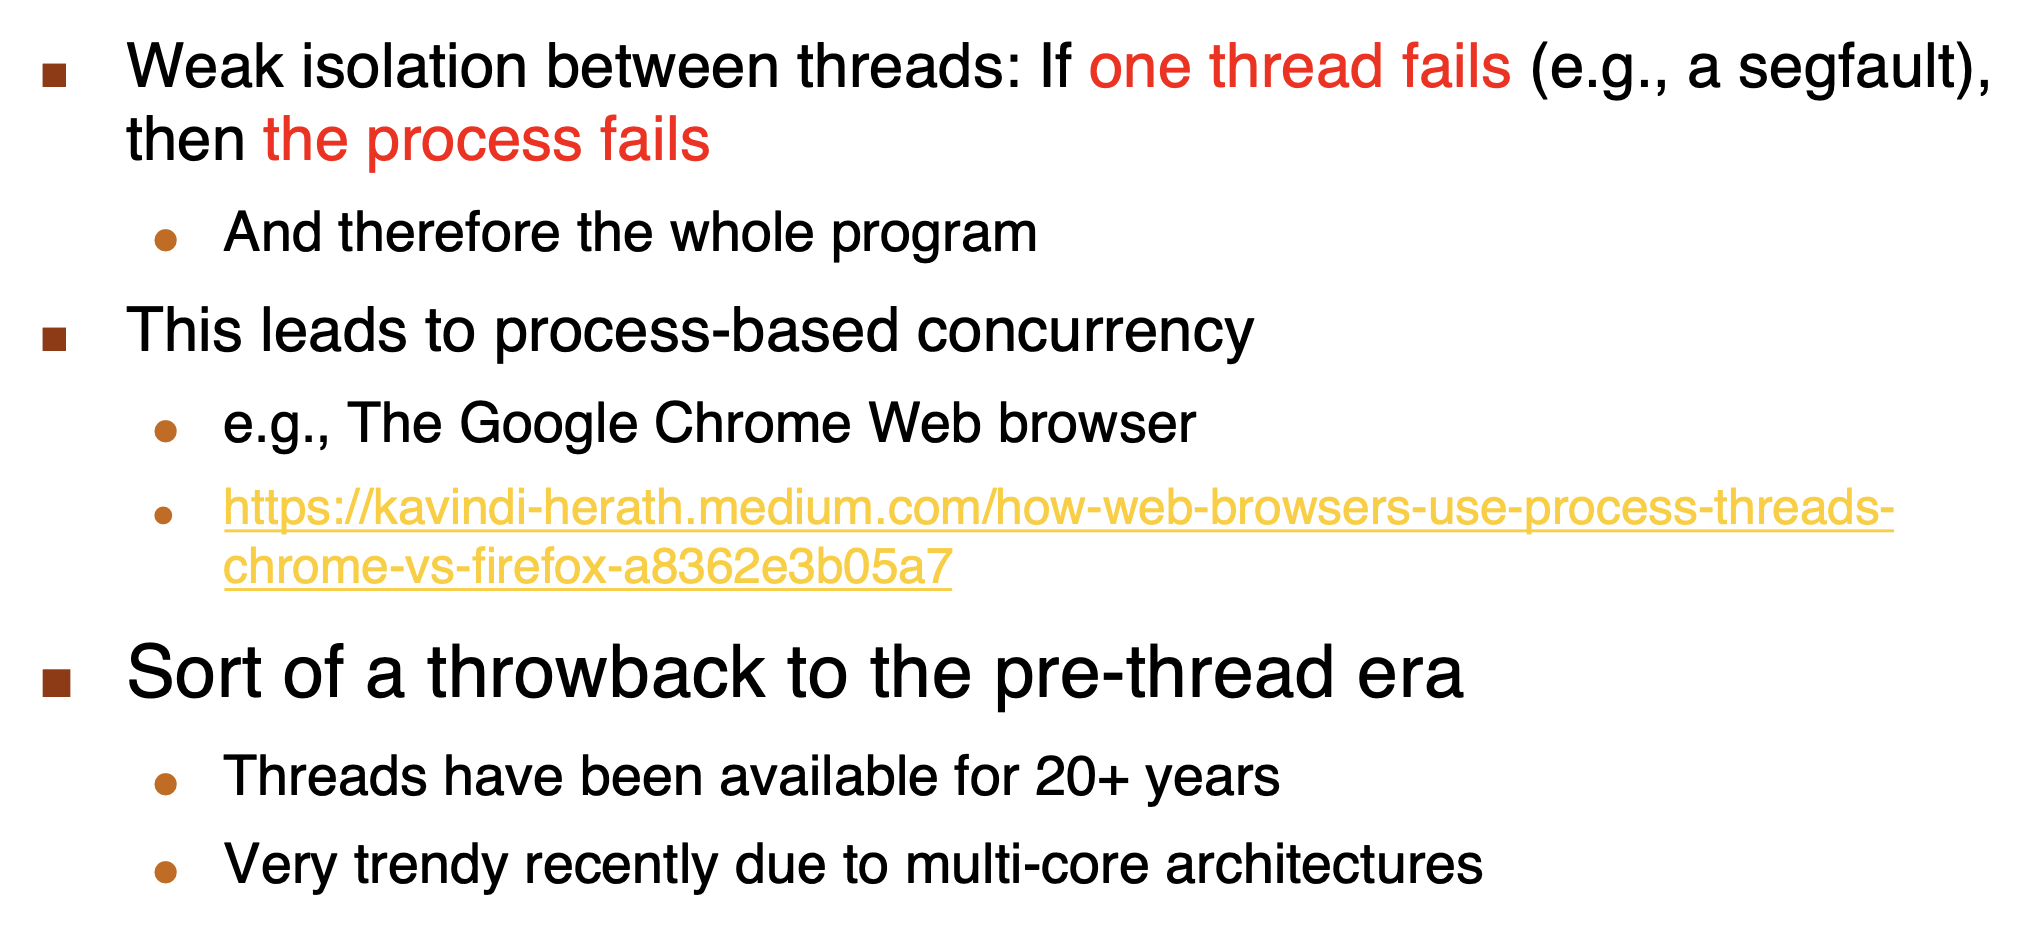 Weak isolation between threads: If one thread fails (e.g., a segfault),
then the process fails
And therefore the whole program
This leads to process-based concurrency
e.g., The Google Chrome Web browser
https://kavindi-herath.medium.com/how-web-browsers-use-process-threads-
chrome-vs-firefox-a8362e3b05a7
Sort of a throwback to the pre-thread era
Threads have been available for 20+ years
Very trendy recently due to multi-core architectures